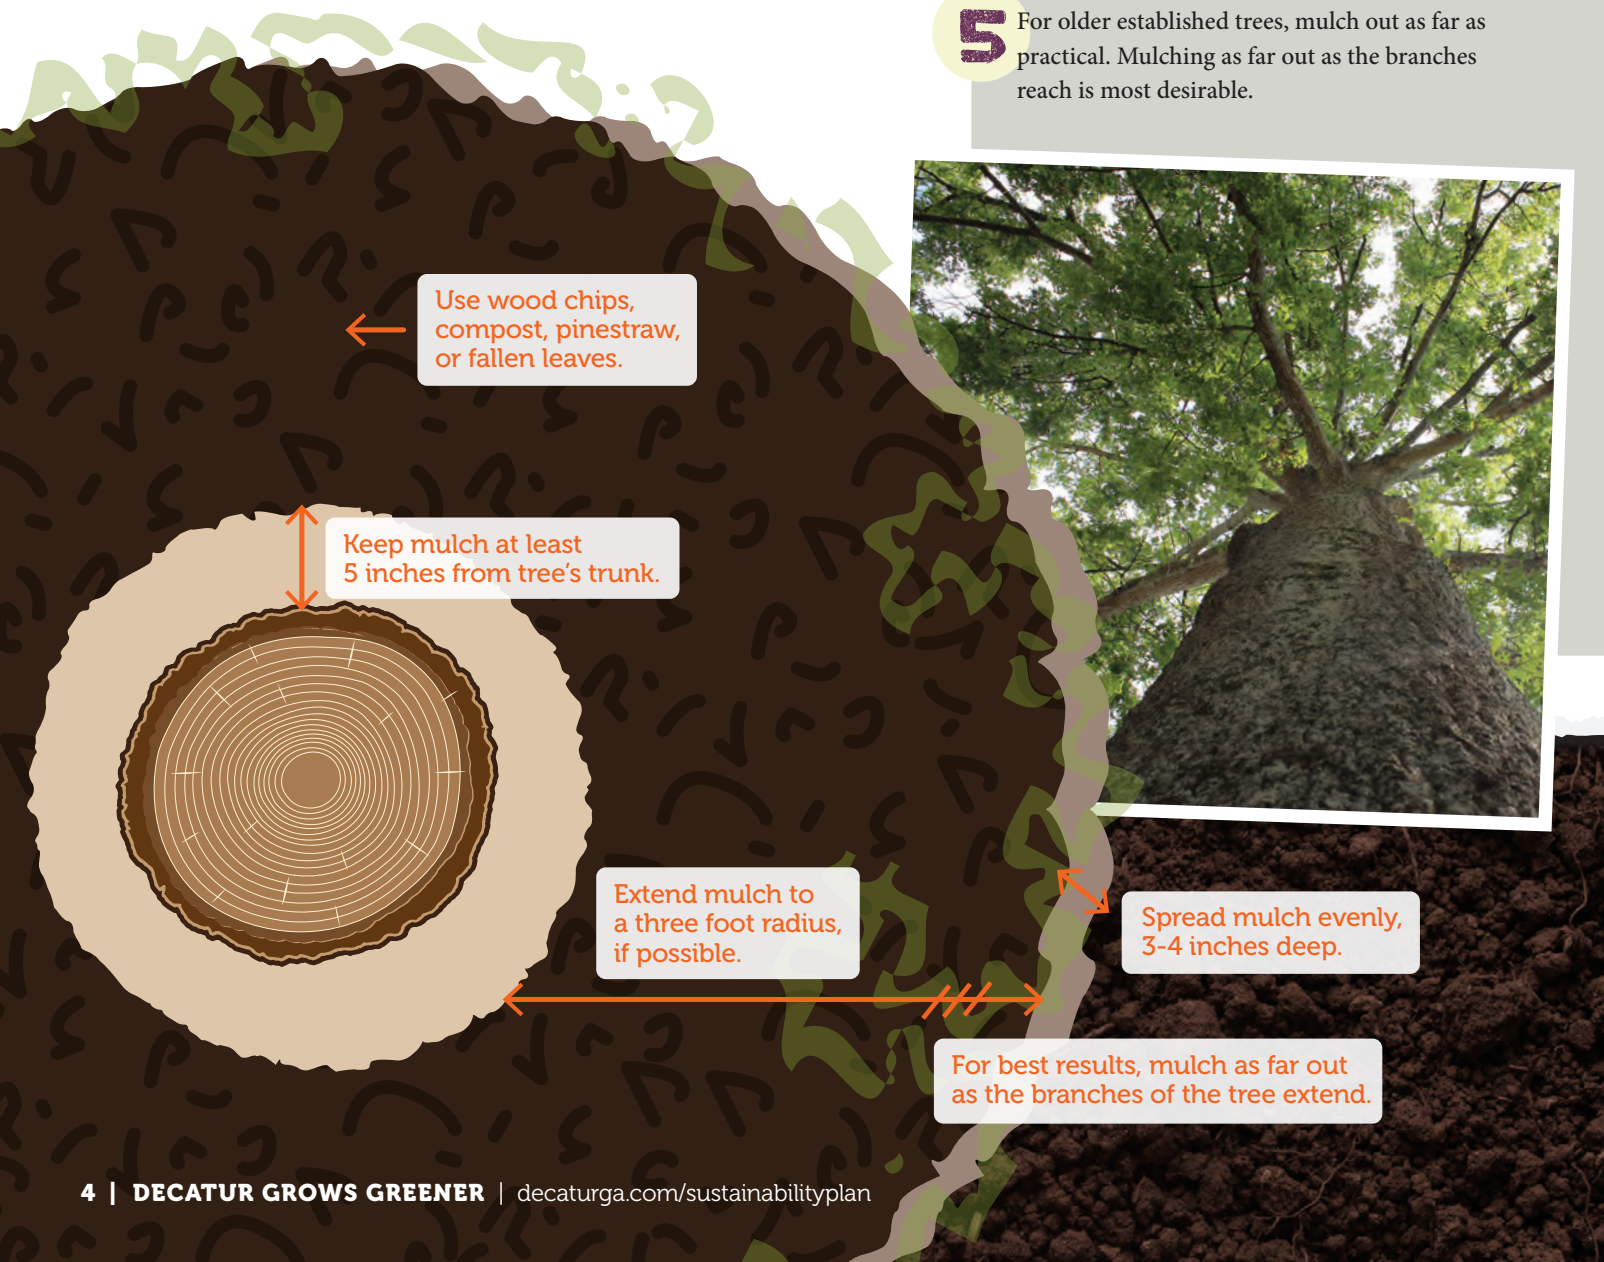 5
For older established trees, mulch out as far as
practical. Mulching as far out as the branches
reach is most desirable.
Use wood chips,
compost, pinestraw,
or fallen leaves.
Keep mulch at least
5 inches from tree’s trunk.
Extend mulch to
a three foot radius,
if possible.
Spread mulch evenly,
3-4 inches deep.
For best results, mulch as far out
as the branches of the tree extend.
4 | DECATUR GROWS GREENER | decaturga.com/sustainabilityplan